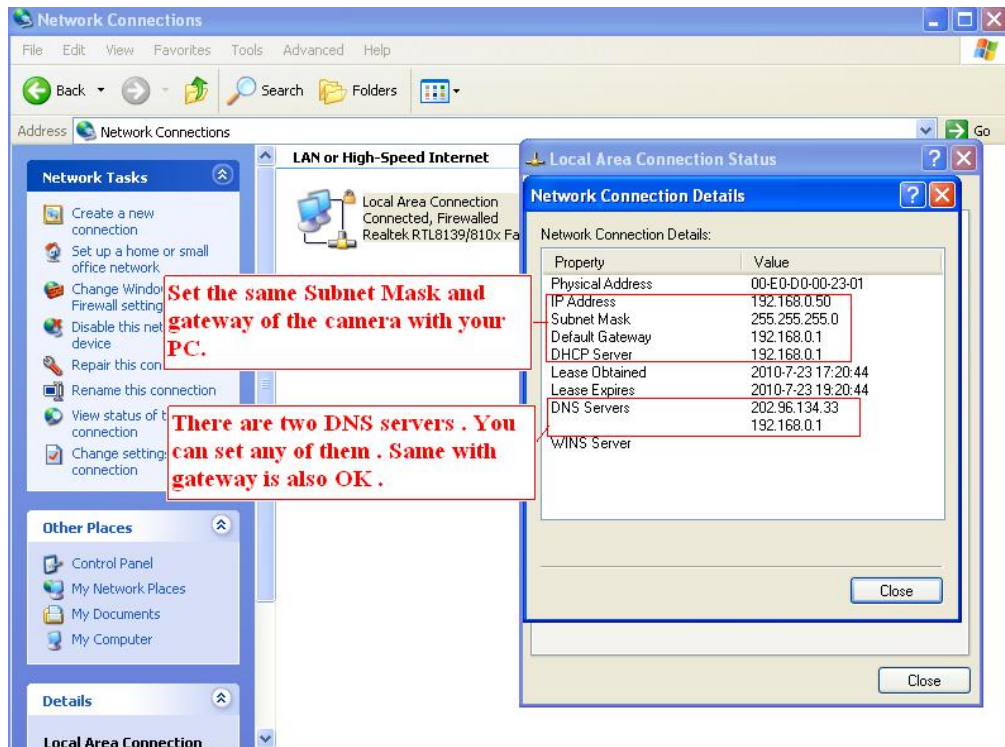 Network Connections
File Edit View Favorites Tools Advanced Help
Back Search Folders
Address Network Connections Go
Network Tasks
Create a new
connection
Set up a home or small
office network
Change Windo
Firewall setting
Disable this net
device
Repair this con
Rename this connection
View status of t
connection
Change setting
connection
Other Places
Control Panel
My Network Places
My Documents
My Computer
Details
Local Area Connection
LAN or High-Speed Internet
Local Area Connection
Connected, Firewalled
Realtek RTL8139/810x Fa
Set the same Subnet Mask and
gateway of the camera with your
PC.
There are two DNS servers . You
can set any of them . Same with
gateway is also OK .
Local Area Connection Status
Network Connection Details
Network Connection Details:
Property Value
Physical Address 00-E0-D0-00-23-01
IP Address 192.168.0.50
Subnet Mask 255.255.255.0
Default Gateway 192.168.0.1
DHCP Server 192.168.0.1
Lease Obtained 2010-7-23 17:20:44
Lease Expires 2010-7-23 19:20:44
DNS Servers 202.96.134.33
192.168.0.1
WINS Server
Close
Close